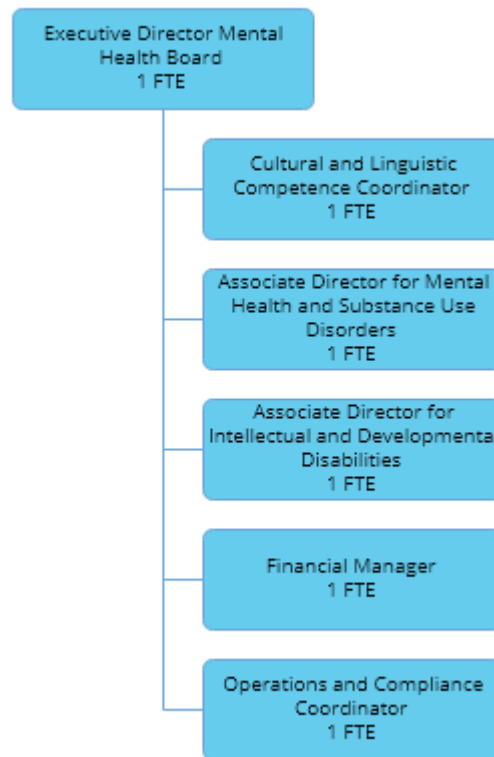 Executive Director Mental
Health Board
1 FTE
Cultural and Linguistic
Competence Coordinator
1 FTE
Associate Director for Mental
Health and Substance Use
Disorders
1 FTE
Associate Director for
Intellectual and Developmental
Disabilities
1 FTE
Financial Manager
1 FTE
Operations and Compliance
Coordinator
1 FTE